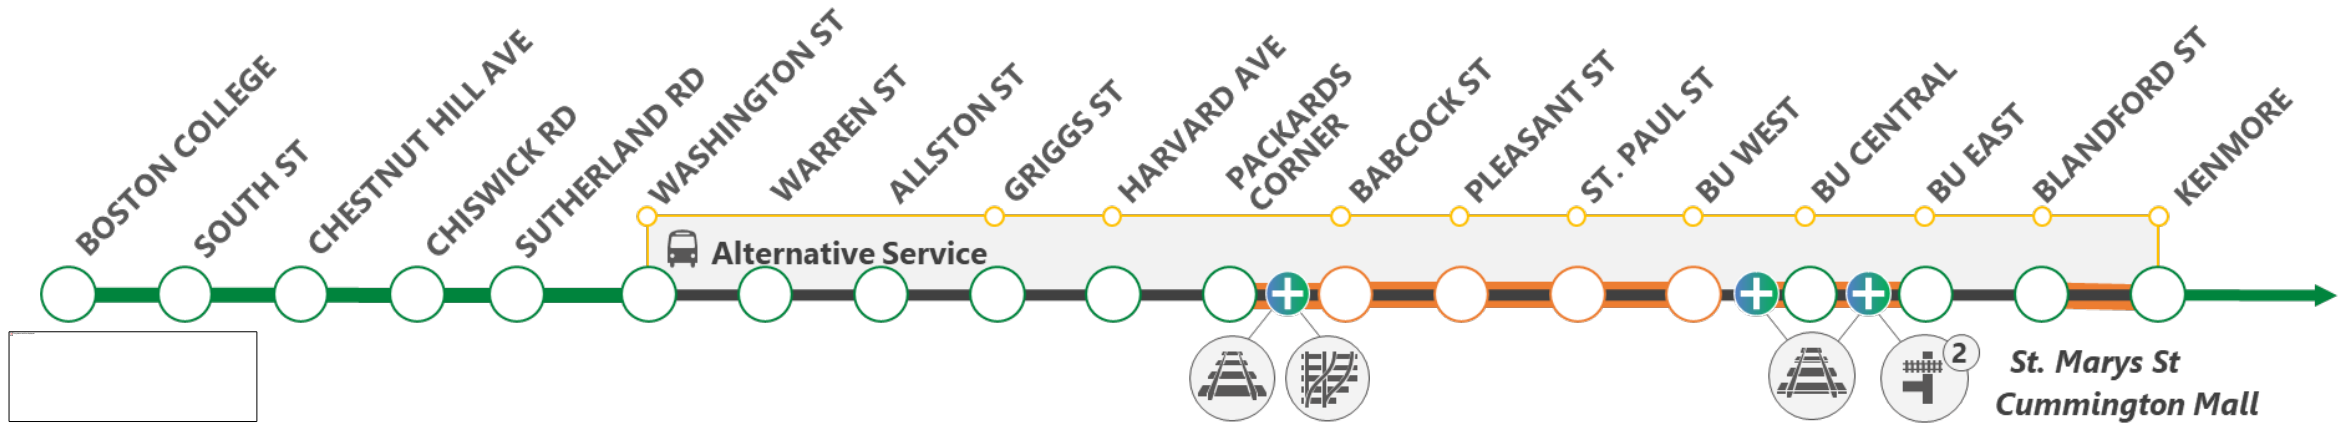 BOSTON COLLEGE
SOUTH ST
CHESTNUT HILL AVE
CHISWICK RD
SUTHERLAND RD
WASHINGTON ST
WARREN ST
ALLSTON ST
GRIGGS ST
HARVARD AVE
PACKARDS
CORNER
BABCOCK ST
PLEASANT ST
ST. PAUL ST
BU WEST
BU CENTRAL
BU EAST
BLANDFORD ST
KENMORE
Alternative Service
2
St. Marys St
Cummington Mall